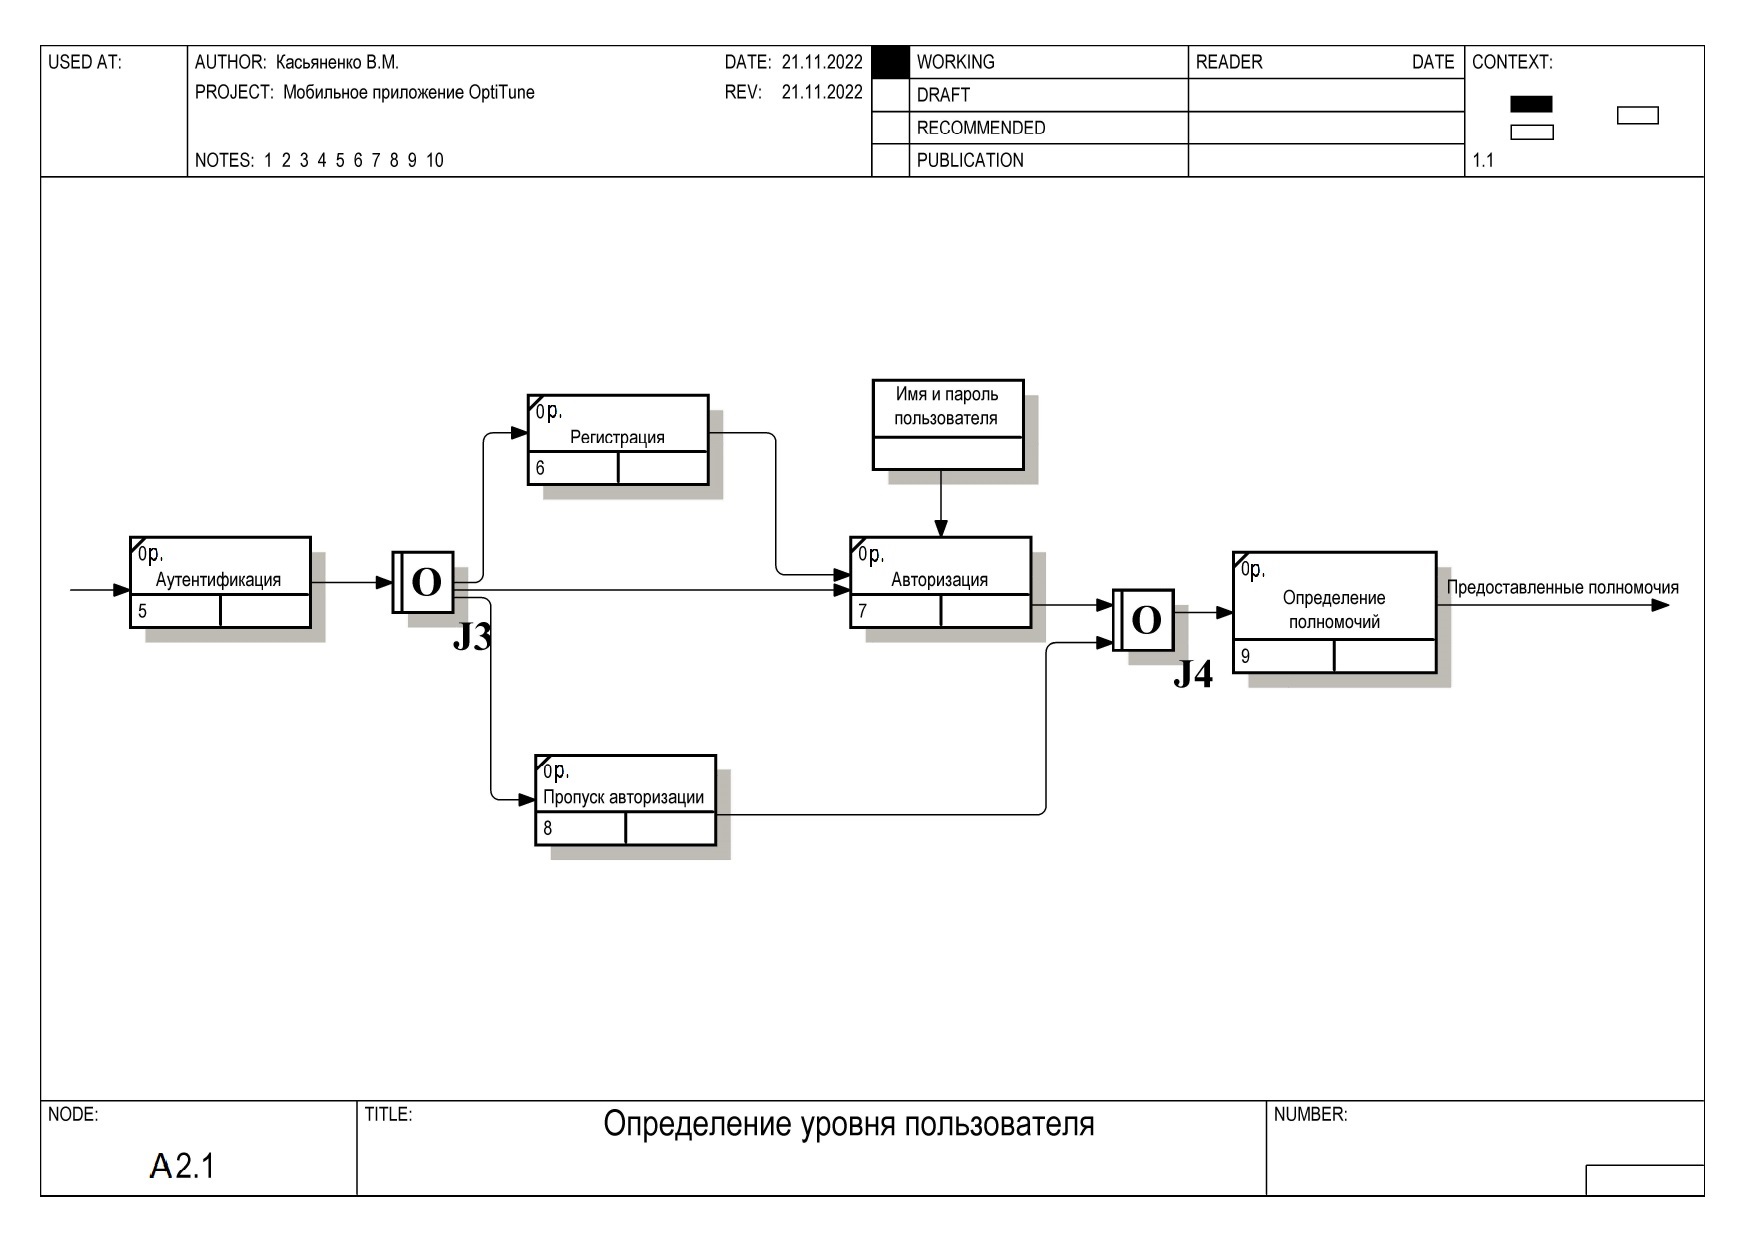 USED AT:
AUTHOR: Касьяненко В.М.
DATE: 21.11.2022
PROJECT: Мобильное приложение OptiTune
REV: 21.11.2022
NOTES: 1 2 3 4 5 6 7 8 9 10
WORKING
DRAFT
RECOMMENDED
PUBLICATION
READER
DATE
CONTEXT:
1.1
0р.
Регистрация
6
Имя и пароль
пользователя
0р.
Аутентификация
5
O
J3
0р.
Авторизация
7
O
J4
0р.
Определение
полномочий
9
Предоставленные полномочия
0р.
Пропуск авторизации
8
NODE:
A2.1
TITLE:
Определение уровня пользователя
NUMBER: